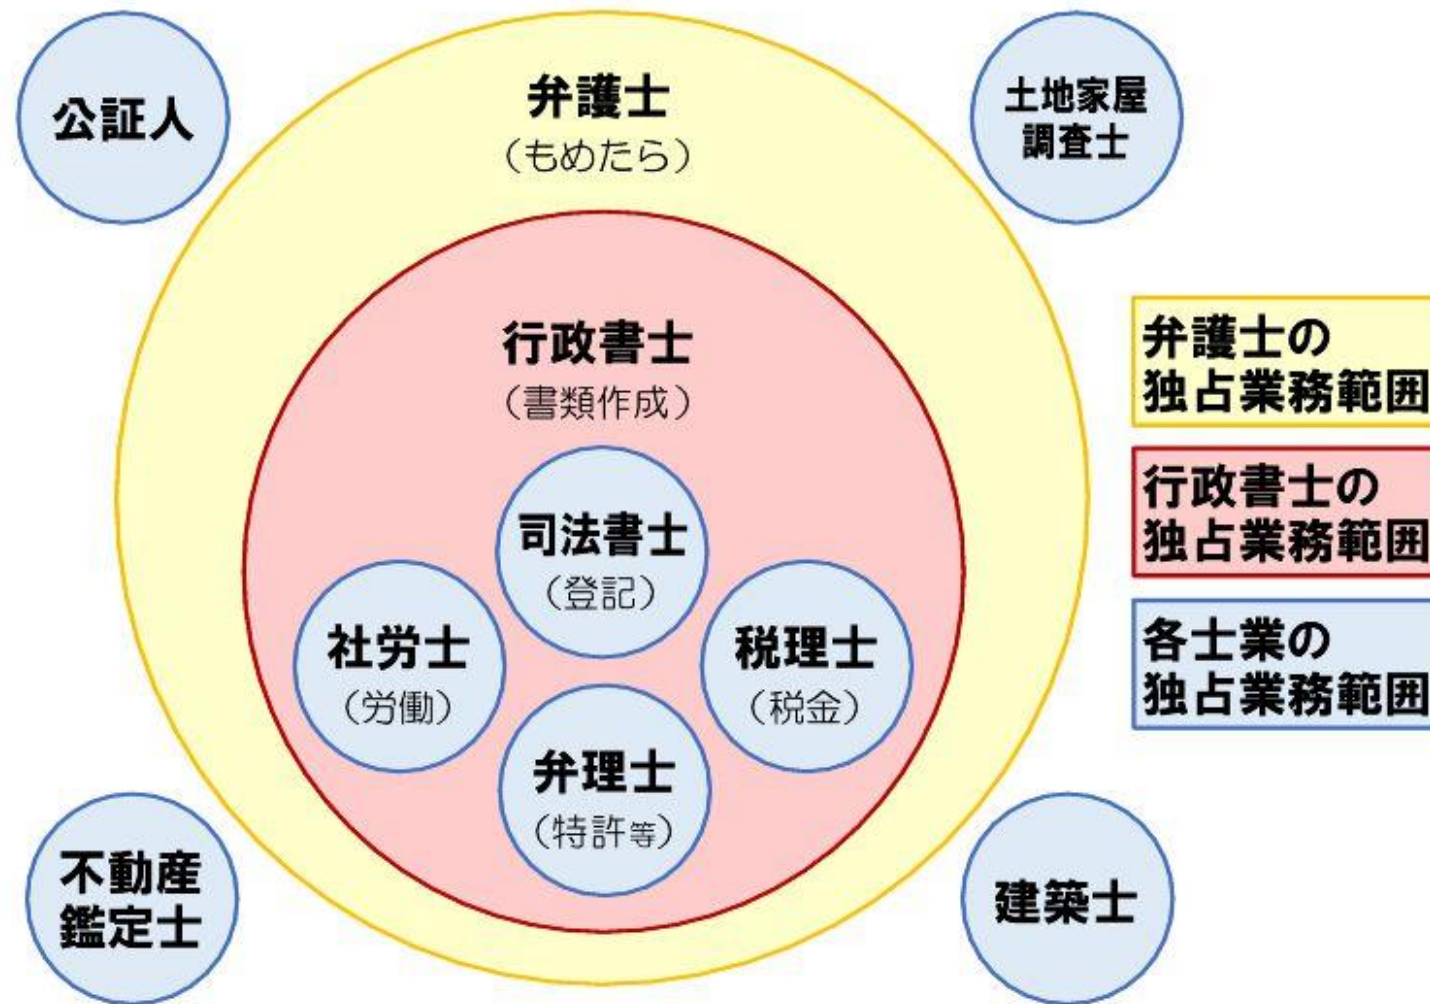 公証人
弁護士
（もめたら）
土地家屋
調査士
行政書士
（書類作成）
司法書士
（登記）
社労士
（労働）
税理士
（税金）
弁理士
（特許等）
不動産
鑑定士
建築士
弁護士の
独占業務範囲
行政書士の
独占業務範囲
各士業の
独占業務範囲